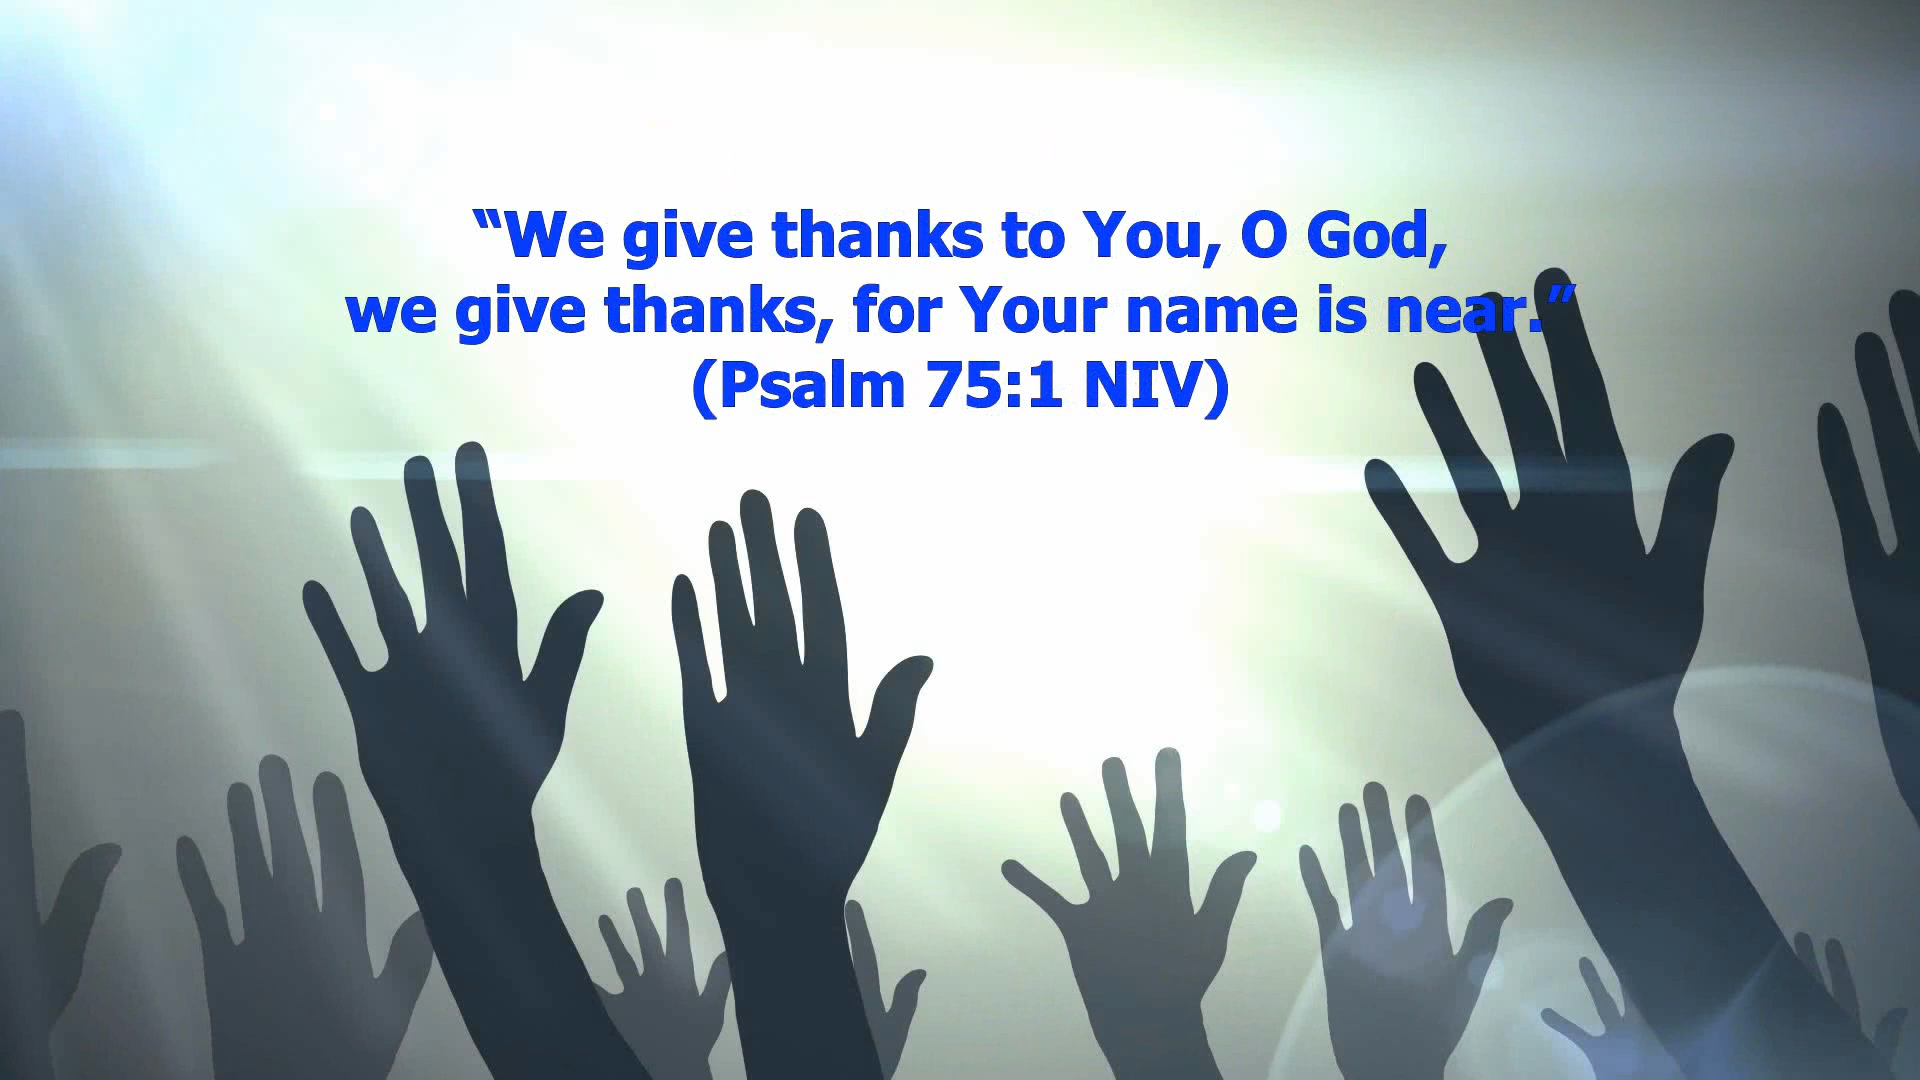 “We give thanks to You, O God,
we give thanks, for Your name is near.”
(Psalm 75:1 NIV)